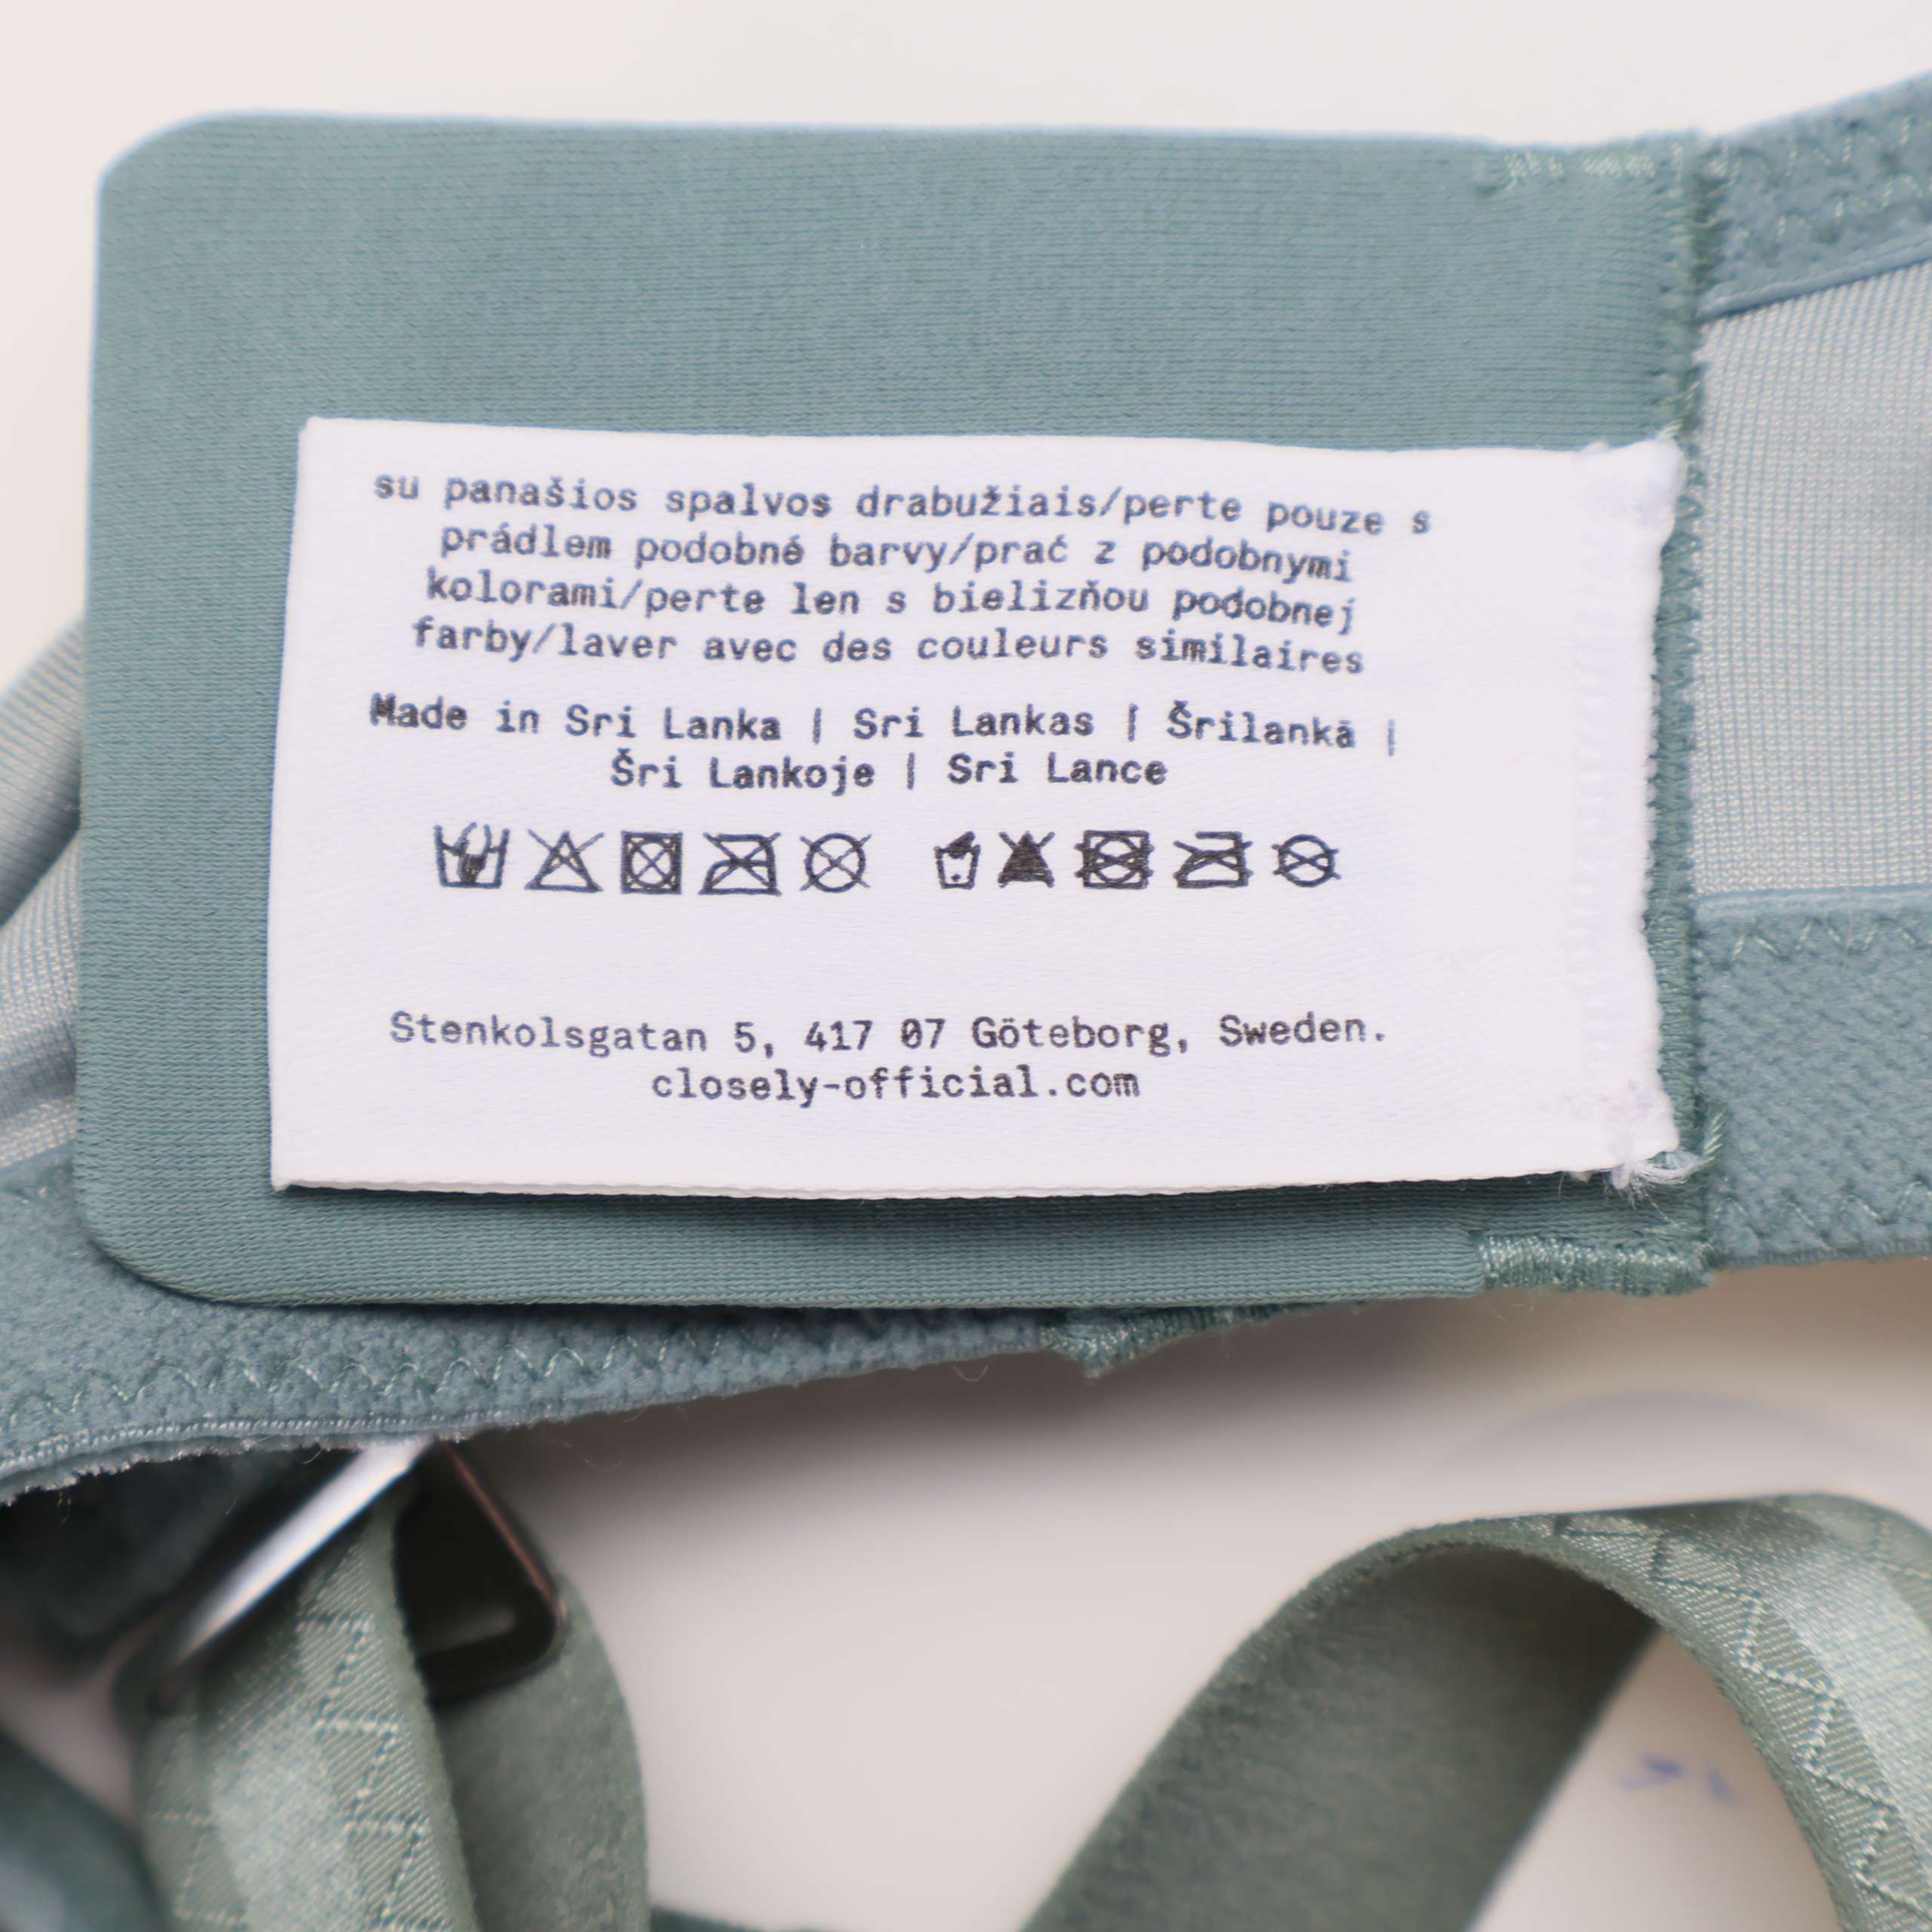 su panašios spalvos drabužiais/perte pouze s
prádlem podobné barvy/prać z podobnymi
kolorami/perte len s bielizňou podobnej
farby/laver avec des couleurs similaires
Made in Sri Lanka | Sri Lankas | Šrilankā |
Šri Lankoje | Sri Lance
Stenkolsgatan 5, 417 07 Göteborg, Sweden.
closely-official.com